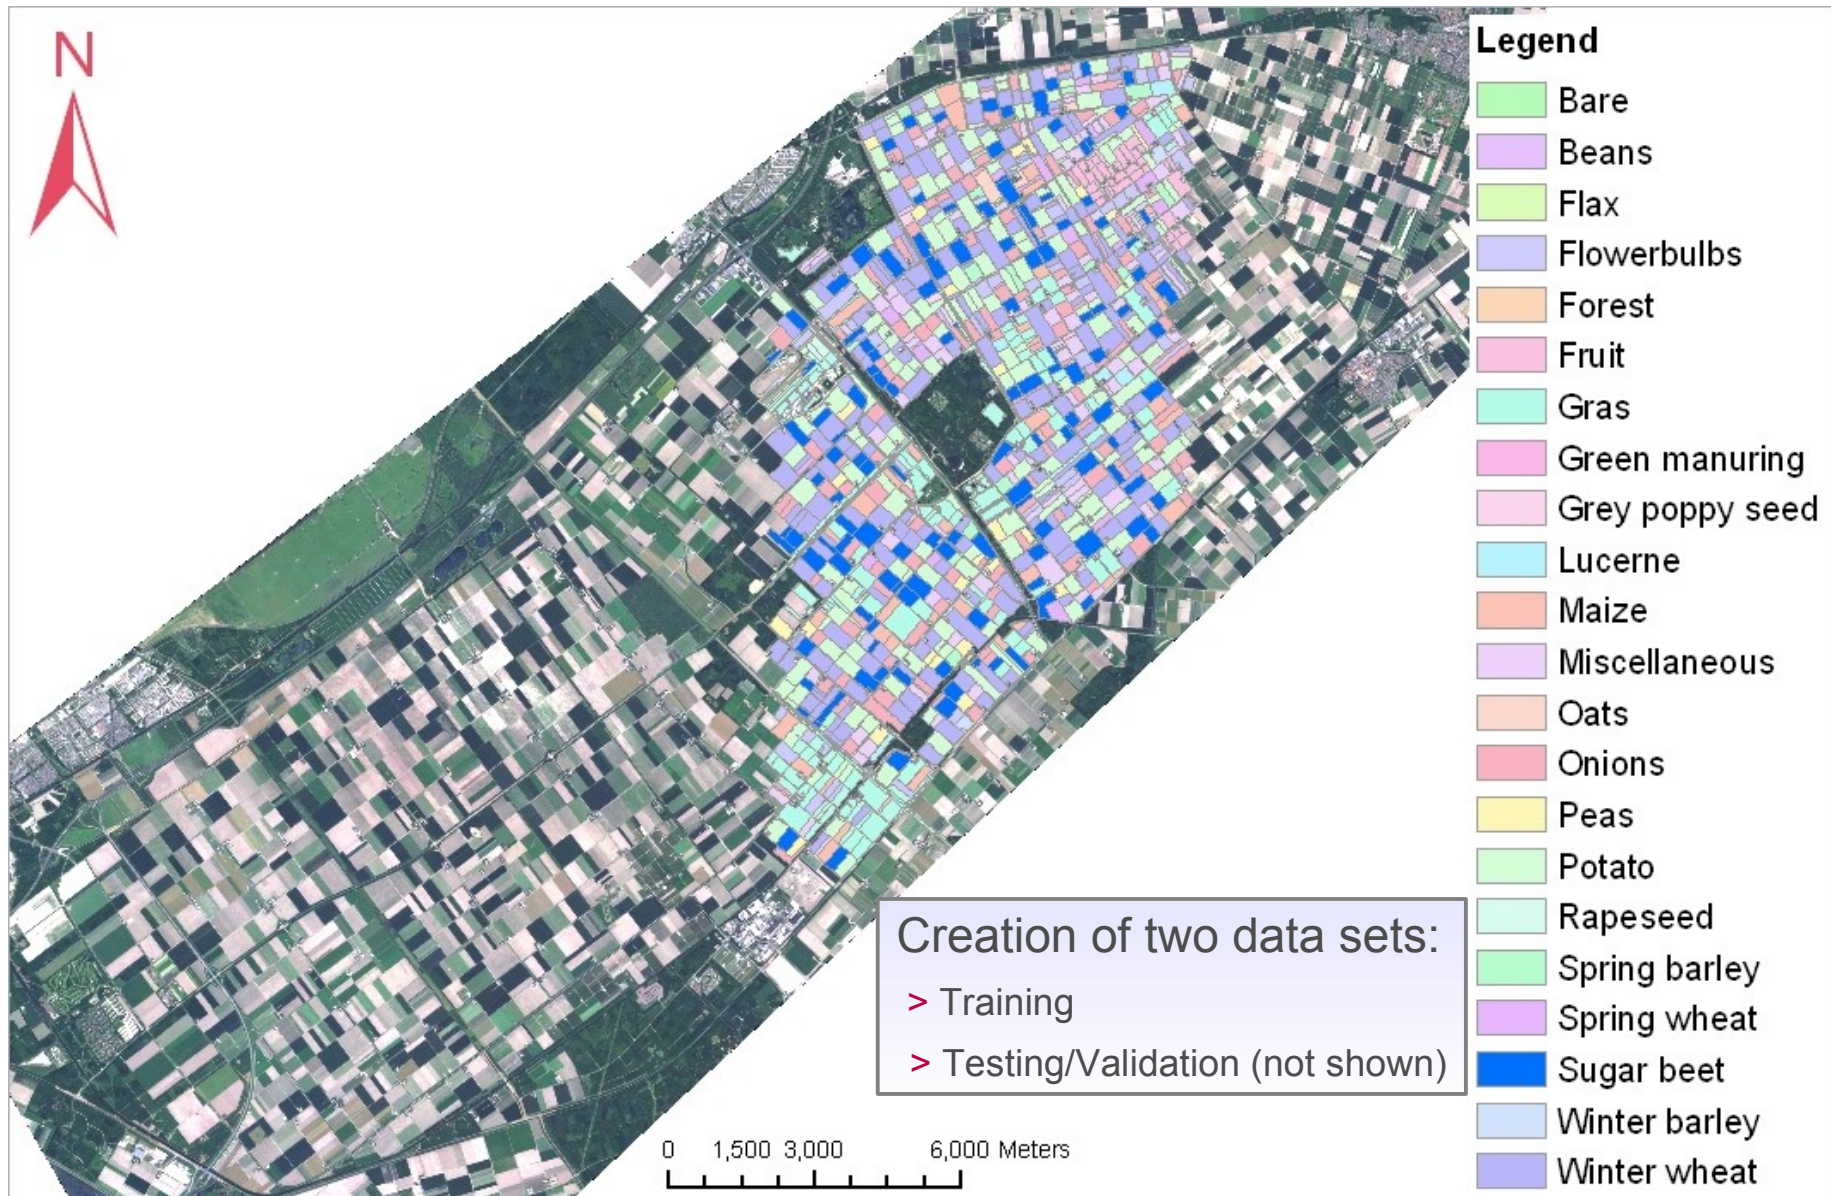 N
Legend
Bare
Beans
Flax
Flowerbulbs
Forest
Fruit
Gras
Green manuring
Grey poppy seed
Lucerne
Maize
Miscellaneous
Oats
Onions
Peas
Potato
Rapeseed
Spring barley
Spring wheat
Sugar beet
Winter barley
Winter wheat
Creation of two data sets:
> Training
> Testing/Validation (not shown)
0 1,500 3,000 6,000 Meters